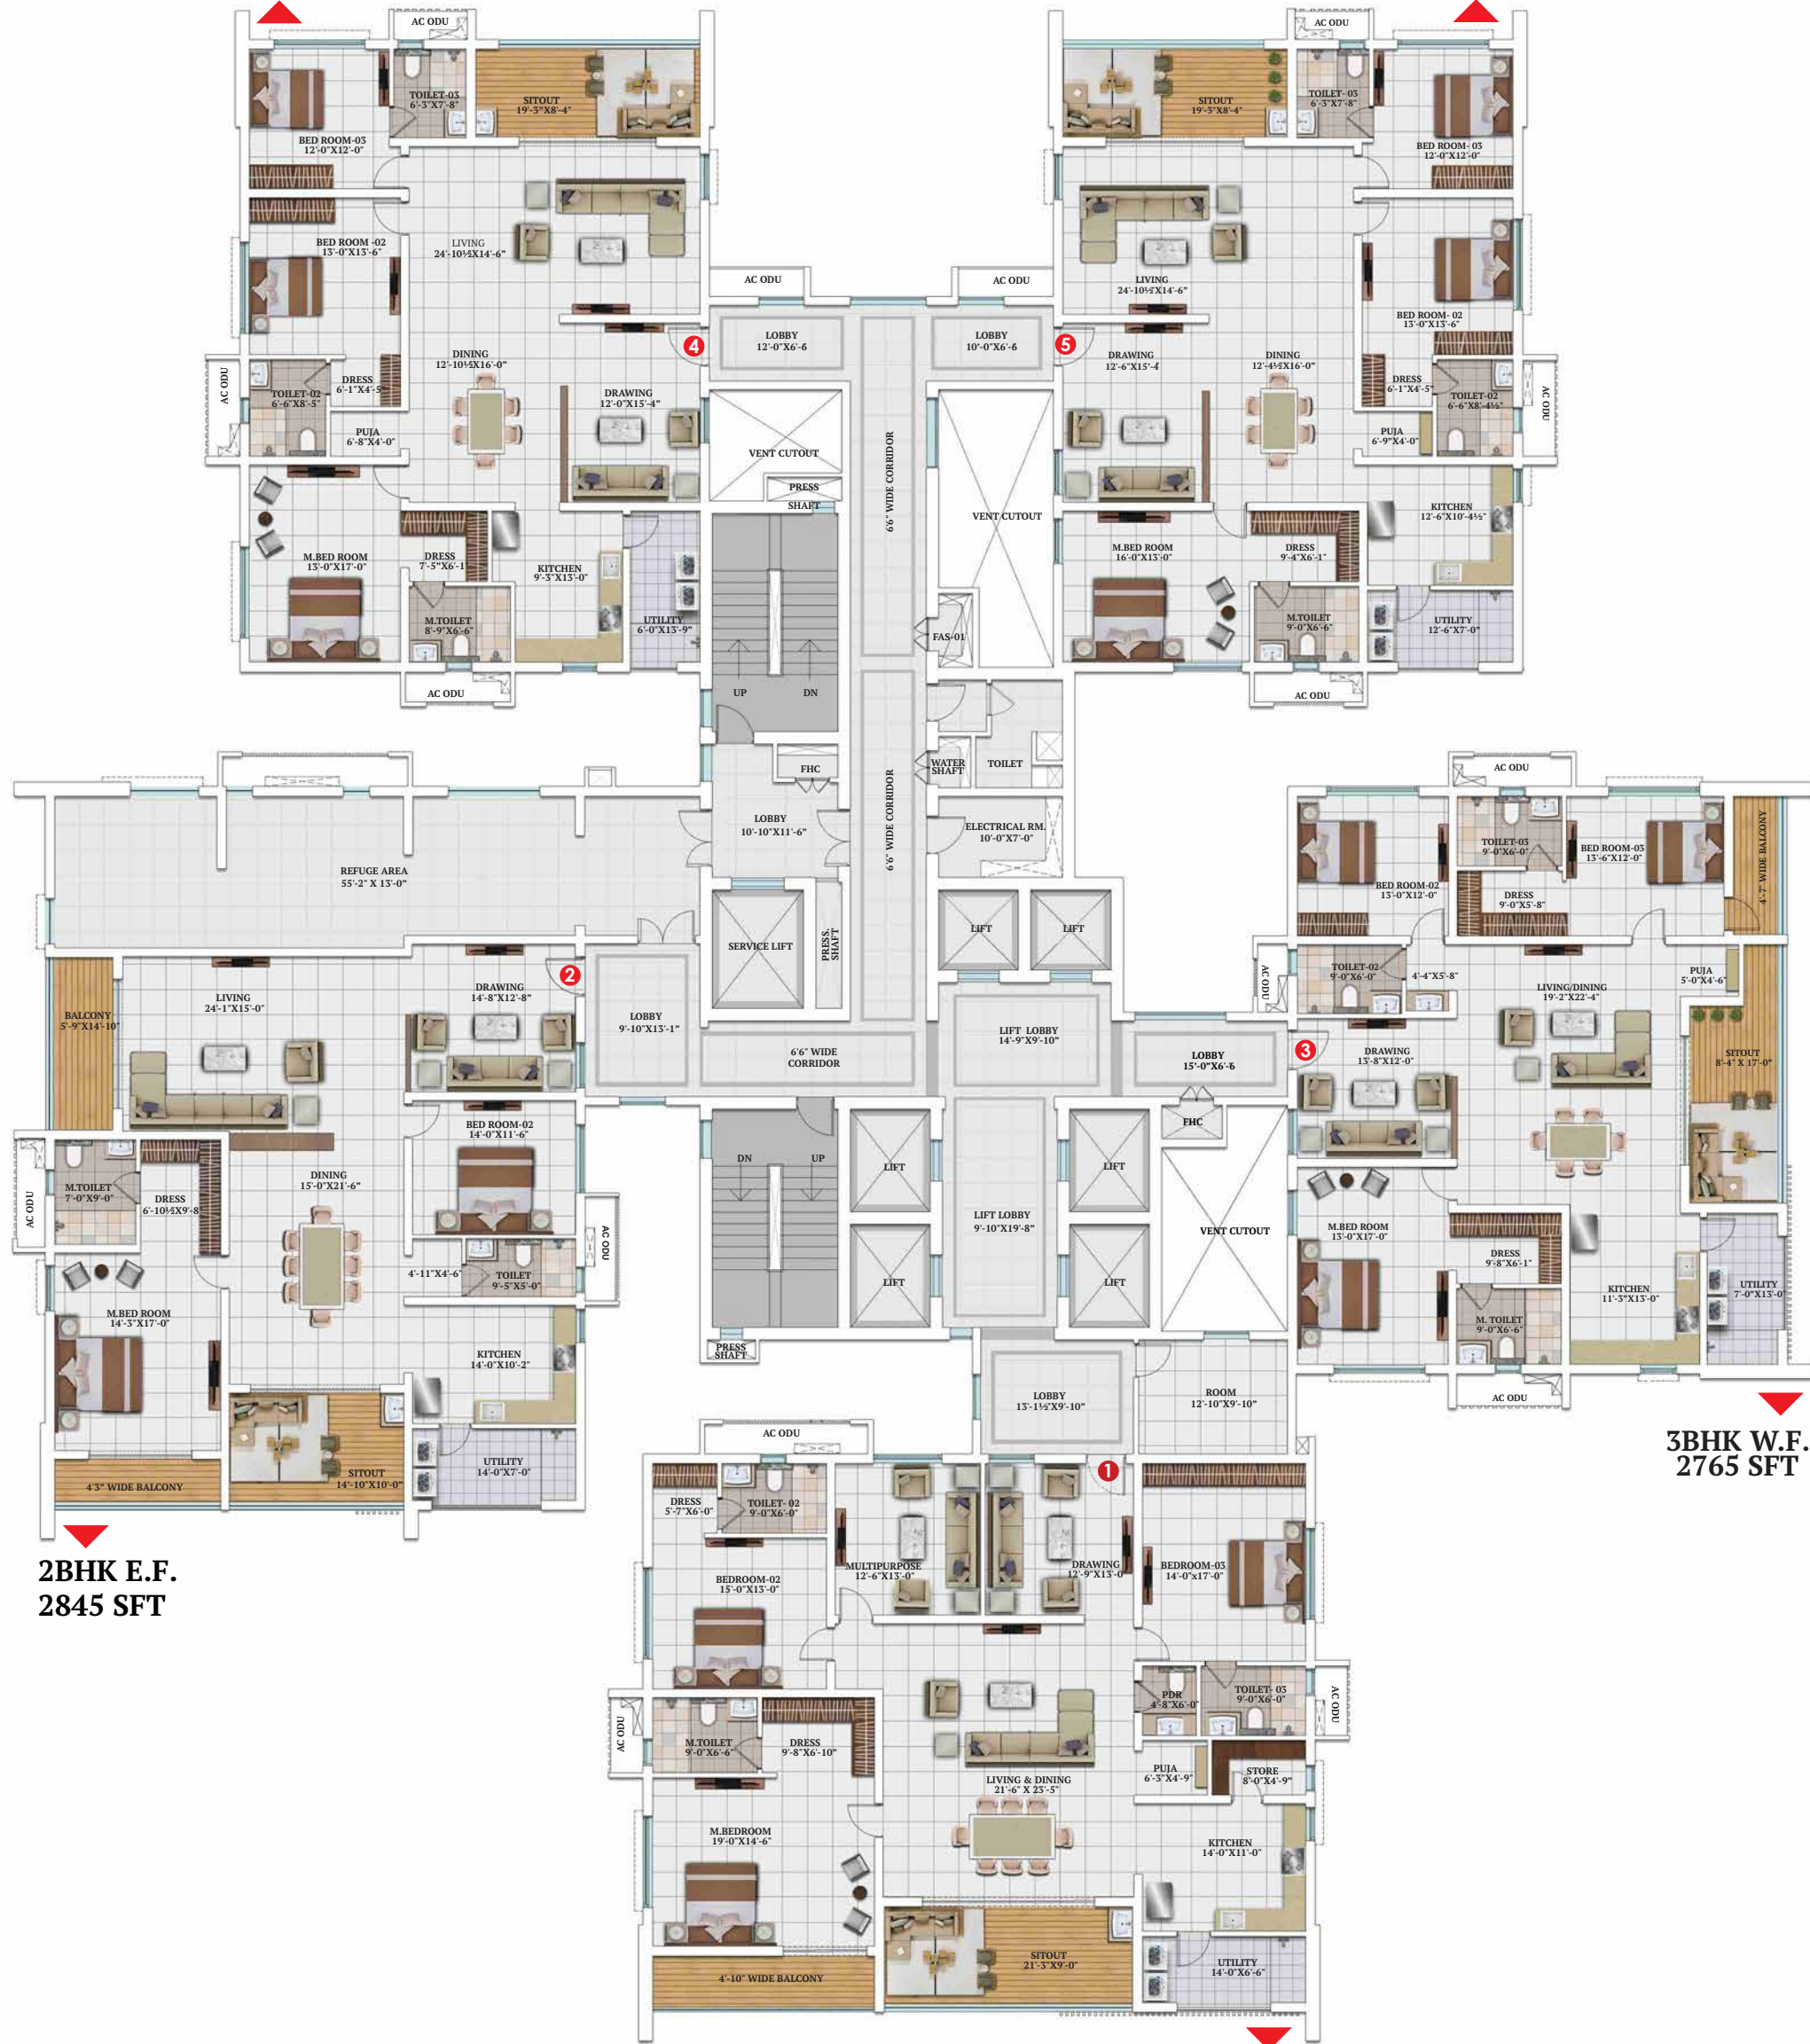 AC ODU
TOILET-03
6'-3"X7'-8"
SITOUT
19'-3"X8'-4"
BED ROOM-03
12'-0"X12'-0"
BED ROOM -02
13'-0"X13'-6"
LIVING
24'-10½"X14'-6"
DINING
12'-10½"X16'-0"
DRAWING
12'-0"X15'-4"
AC ODU
TOILET-02
6'-6"X8'-5"
DRESS
6'-1"X4'-5"
PUJA
6'-8"X4'-0"
M.BED ROOM
13'-0"X17'-0"
DRESS
7'-5"X6'-1
M.TOILET
8'-9"X6'-6"
KITCHEN
9'-3"X13'-0"
UTILITY
6'-0"X13'-9"
AC ODU
4
AC ODU
SITOUT
19'-3"X8'-4"
TOILET- 03
6'-3"X7'-8"
BED ROOM- 03
12'-0"X12'-0"
LIVING
24'-10½"X14'-6"
BED ROOM- 02
13'-0"X13'-6"
DRAWING
12'-6"X15'-4
DINING
12'-4½"X16'-0"
DRESS
6'-1"X4'-5"
TOILET-02
6'-6"X8'-4½"
AC ODU
PUJA
6'-9"X4'-0"
KITCHEN
12'-6"X10'-4½"
M.BED ROOM
16'-0"X13'-0"
DRESS
9'-4"X6'-1"
M.TOILET
9'-0"X6'-6"
UTILITY
12'-6"X7'-0"
AC ODU
5
AC ODU
AC ODU
LOBBY
12'-0"X6'-6
LOBBY
10'-0"X6'-6
VENT CUTOUT
PRESS
SHAFT
6'6" WIDE CORRIDOR
VENT CUTOUT
FAS-01
UP
DN
FHC
WATER
SHAFT
TOILET
LOBBY
10'-10"X11'-6"
6'6" WIDE CORRIDOR
ELECTRICAL RM.
10'-0"X7'-0"
SERVICE LIFT
PRESS.
SHAFT
LIFT
LIFT
LOBBY
9'-10"X13'-1"
6'6" WIDE
CORRIDOR
LIFT LOBBY
14'-9"X9'-10"
LOBBY
15'-0"X6'-6
FHC
VENT CUTOUT
DN
UP
LIFT
LIFT
LIFT LOBBY
9'-10"X19'-8"
LIFT
LIFT
PRESS
SHAFT
LOBBY
13'-1½"X9'-10"
ROOM
12'-10"X9'-10"
REFUGE AREA
55'-2" X 13'-0"
2
BALCONY
5'-9"X14'-10"
LIVING
24'-1"X15'-0"
DRAWING
14'-8"X12'-8"
BED ROOM-02
14'-0"X11'-6"
AC ODU
M.TOILET
7'-0"X9'-0"
DRESS
6'-10½"X9'-8
DINING
15'-0"X21'-6"
4'-11"X4'-6"
TOILET
9'-5"X5'-0"
AC ODU
M.BED ROOM
14'-3"X17'-0"
KITCHEN
14'-0"X10'-2"
4'3" WIDE BALCONY
SITOUT
14'-10"X10'-0"
UTILITY
14'-0"X7'-0"
2BHK E.F.
2845 SFT
AC ODU
BED ROOM-02
13'-0"X12'-0"
TOILET-03
9'-0"X6'-0"
BED ROOM-03
13'-6"X12'-0"
4'-7" WIDE BALCONY
DRESS
9'-0"X5'-8"
AC ODU
TOILET-02
9'-0"X6'-0"
4'-4"X5'-8"
PUJA
5'-0"X4'-6"
LIVING/DINING
19'-2"X22'-4"
3
DRAWING
13'-8"X12'-0"
SITOUT
8'-4" X 17'-0"
M.BED ROOM
13'-0"X17'-0"
DRESS
9'-8"X6'-1"
M. TOILET
9'-0"X6'-6"
KITCHEN
11'-3"X13'-0"
UTILITY
7'-0"X13'-0"
AC ODU
3BHK W.F.
2765 SFT
AC ODU
1
DRESS
5'-7"X6'-0"
TOILET- 02
9'-0"X6'-0"
MULTIPURPOSE
12'-6"X13'-0"
DRAWING
12'-9"X13'-0
BEDROOM-03
14'-0x17'-0"
BEDROOM-02
15'-0"X13'-0"
PDR
4'-8"X6'-0"
TOILET- 03
9'-0"X6'-0"
AC ODU
AC ODU
M.TOILET
9'-0"X6'-6"
DRESS
9'-8"X6'-10"
LIVING & DINING
21'-6" X 23'-5"
PUJA
6'-3"X4'-9"
STORE
8'-0"X4'-9"
M.BEDROOM
19'-0"X14'-6"
KITCHEN
14'-0"X11'-0"
SITOUT
21'-3"X9'-0"
UTILITY
14'-0"X6'-6"
4'-10" WIDE BALCONY